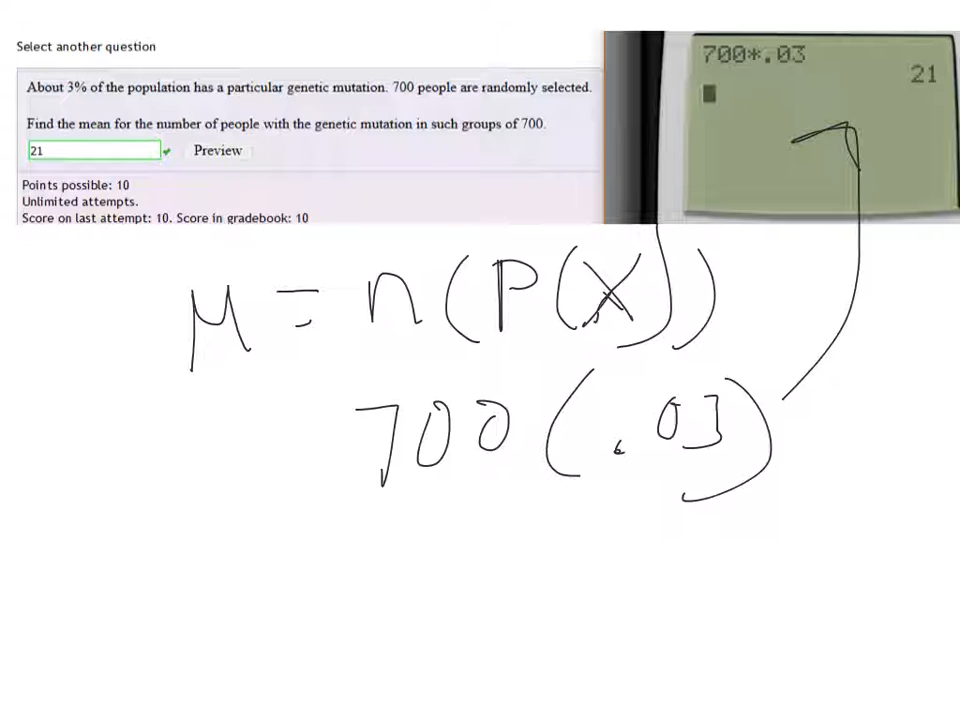 Select another question
About 3% of the population has a particular genetic mutation. 700 people are randomly selected.
Find the mean for the number of people with the genetic mutation in such groups of 700.
21
Preview
Points possible: 10
Unlimited attempts.
Score on last attempt: 10. Score in gradebook: 10
700*.03
21
μ = n(P(X))
700(.03)